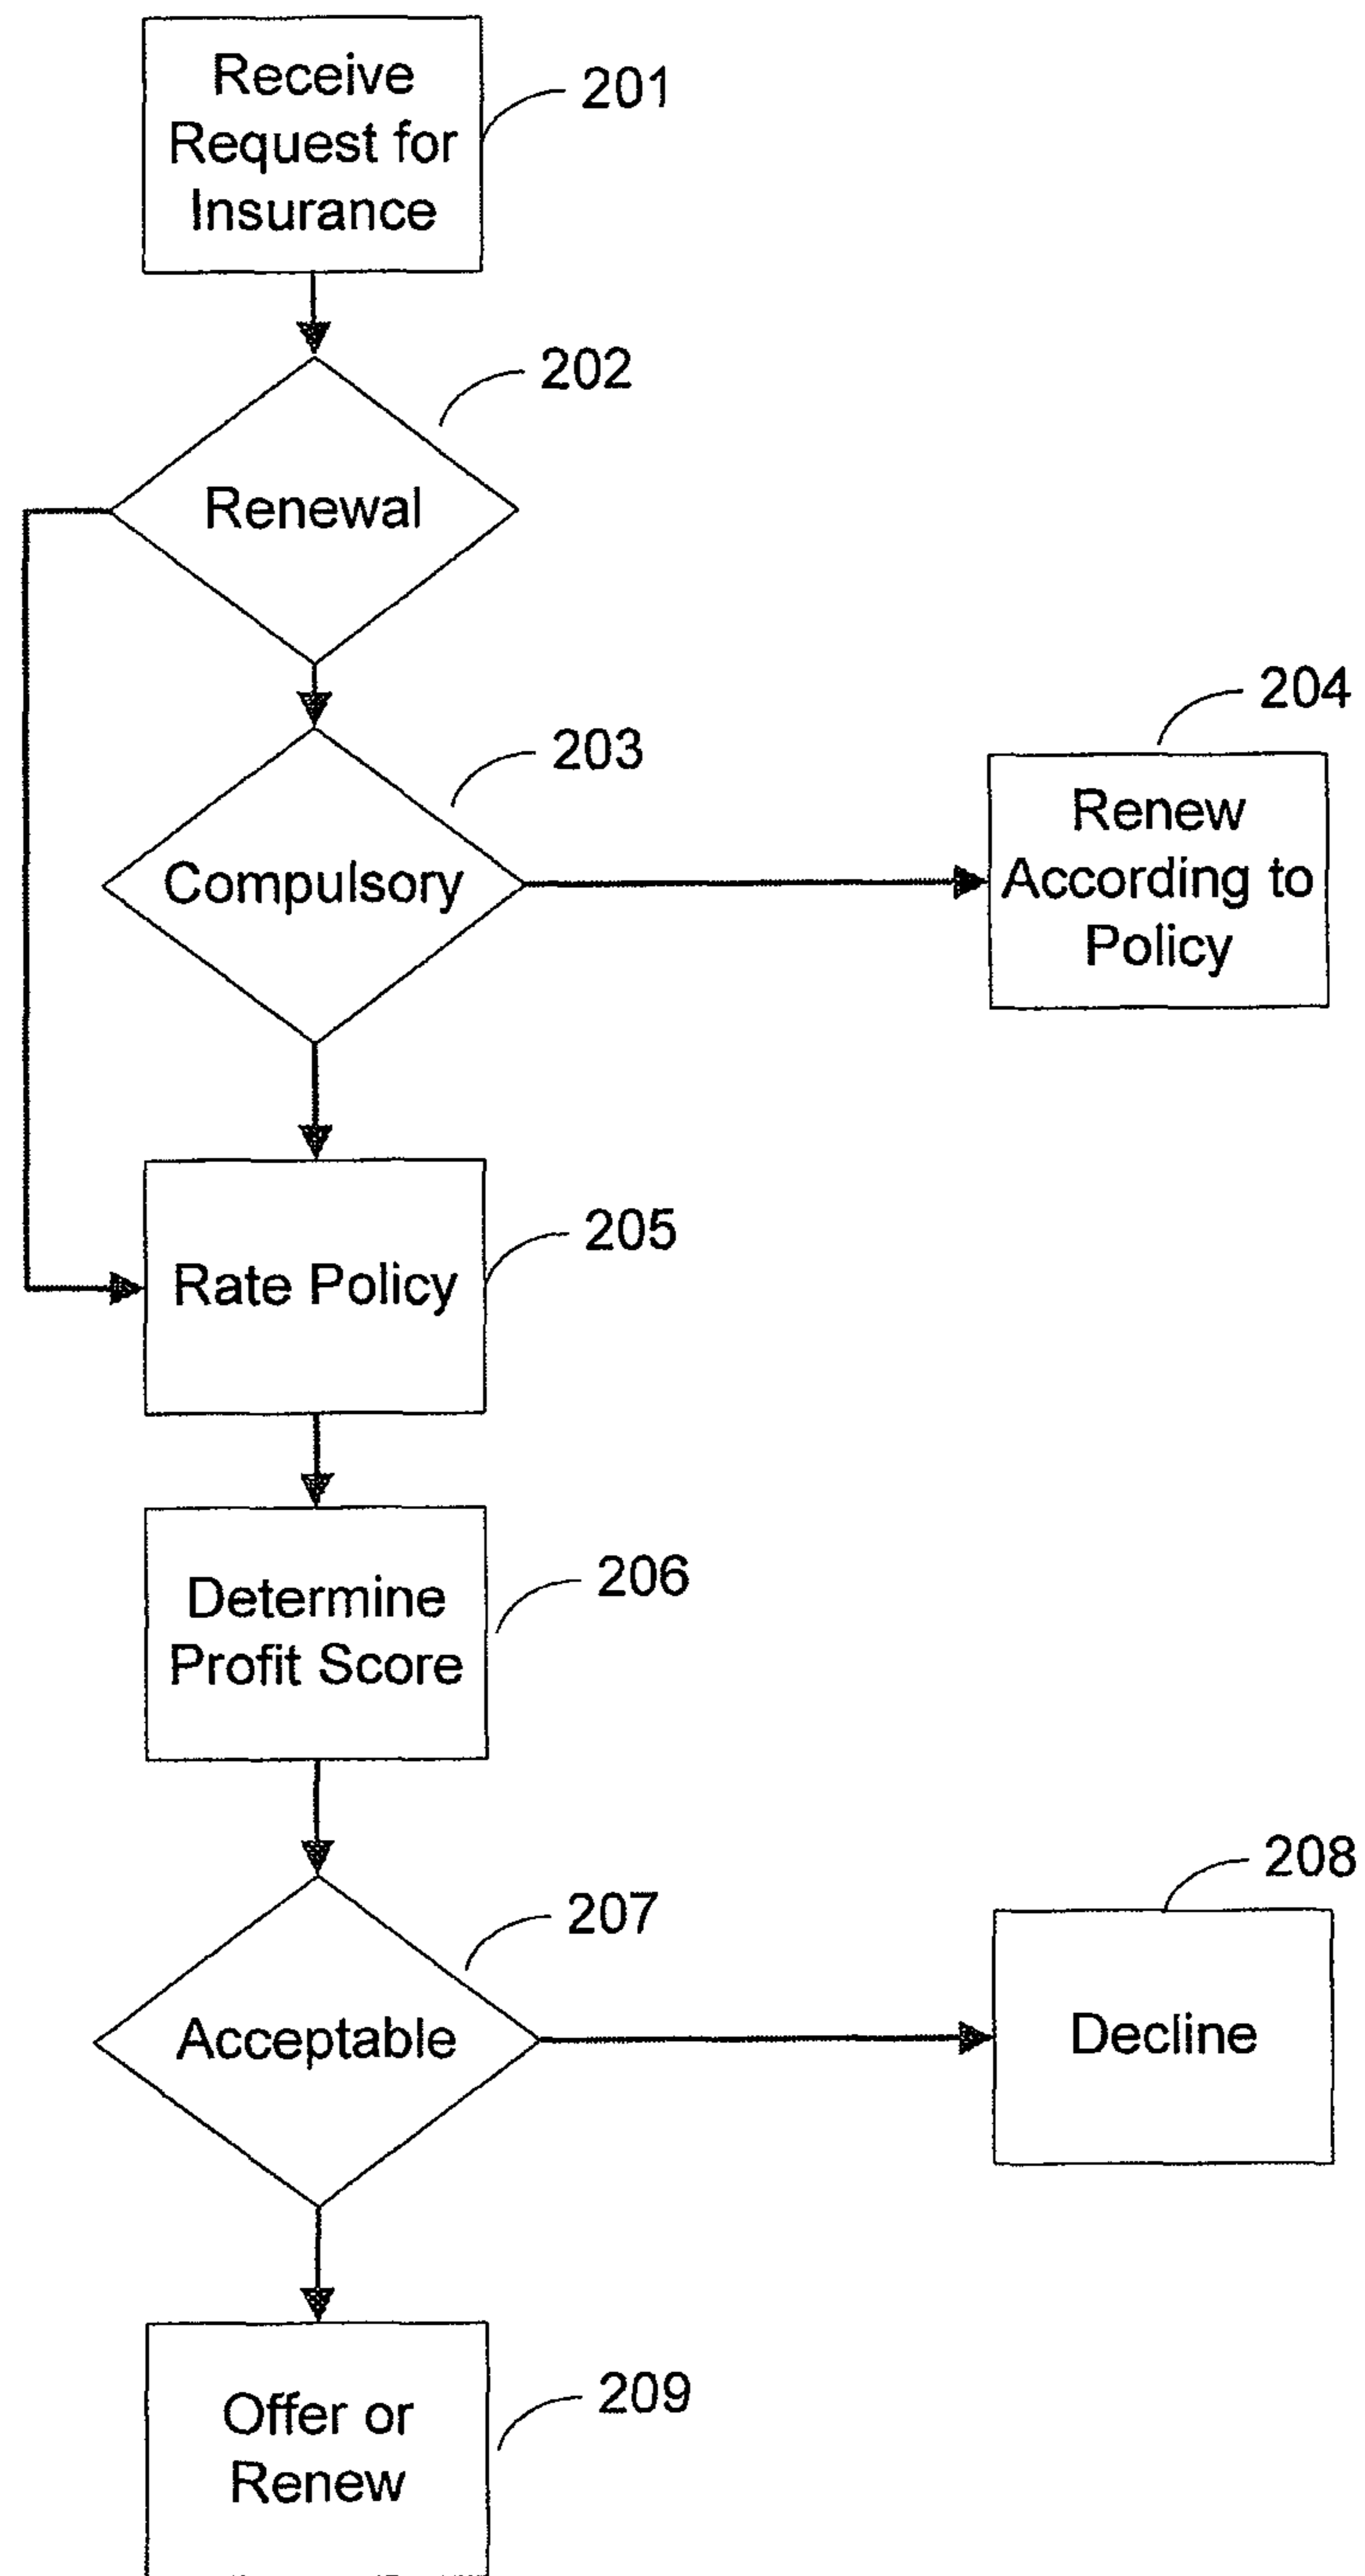 Receive
Request for
Insurance
201
202
Renewal
203
Compulsory
204
Renew
According to
Policy
205
Rate Policy
206
Determine
Profit Score
207
Acceptable
208
Decline
209
Offer or
Renew